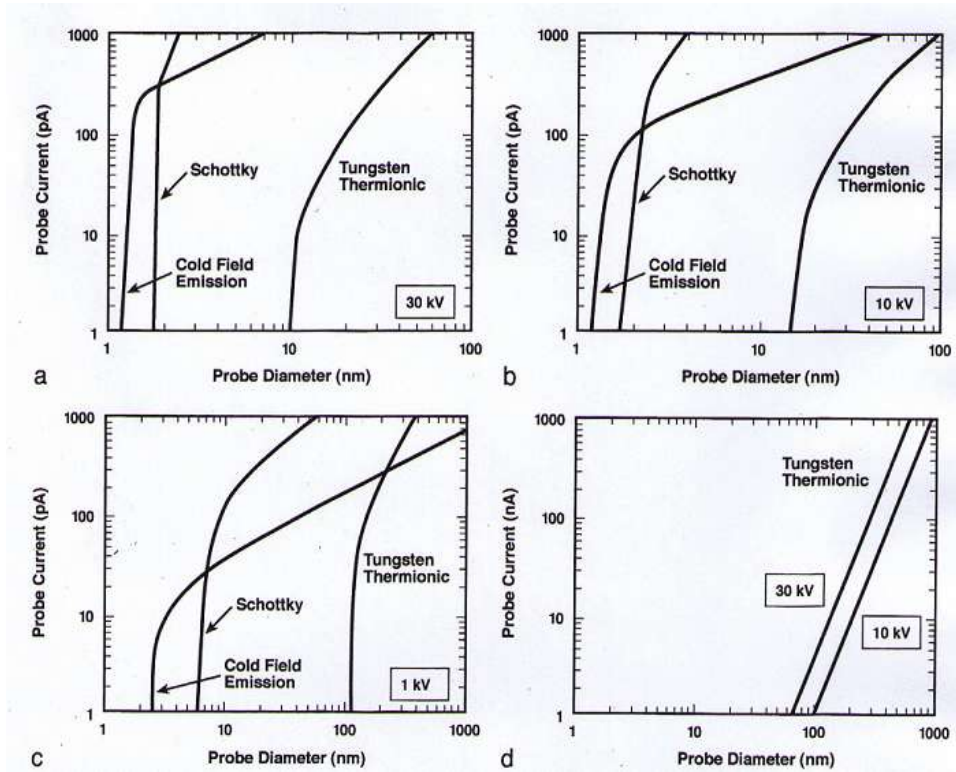 Probe Current (pA)
1000
100
10
1
Schottky
Tungsten
Thermionic
Cold Field
Emission
30 kV
1
10
100
a
Probe Diameter (nm)
Probe Current (pA)
1000
100
10
1
Schottky
Tungsten
Thermionic
Cold Field
Emission
10 kV
1
10
100
b
Probe Diameter (nm)
Probe Current (pA)
1000
100
10
1
Schottky
Tungsten
Thermionic
Cold Field
Emission
1 kV
1
10
100
1000
c
Probe Diameter (nm)
Probe Current (nA)
1000
100
10
1
Tungsten
Thermionic
30 kV
10 kV
1
10
100
1000
d
Probe Diameter (nm)